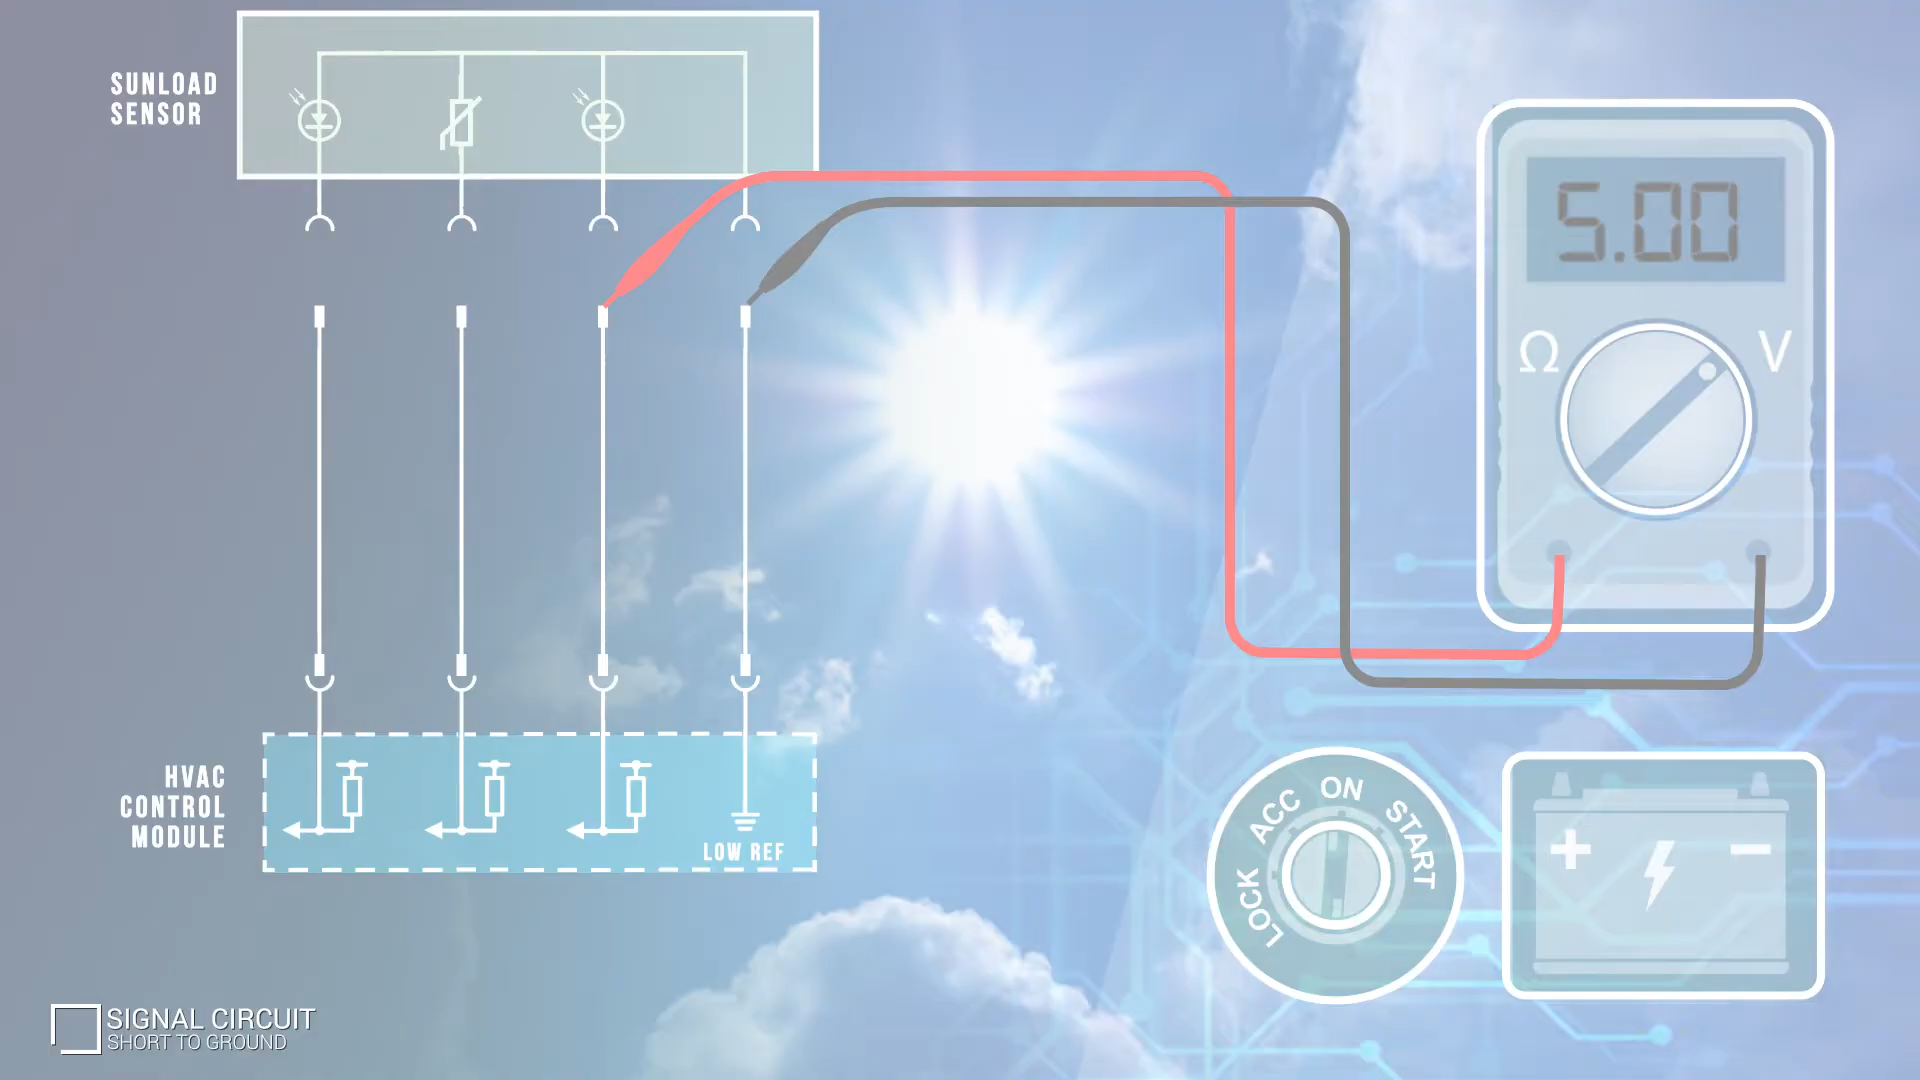 SUNLOAD
SENSOR
5.00
Ω
V
HVAC
CONTROL
MODULE
LOW REF
LOCK ACC ON START
+ -
SIGNAL CIRCUIT
SHORT TO GROUND